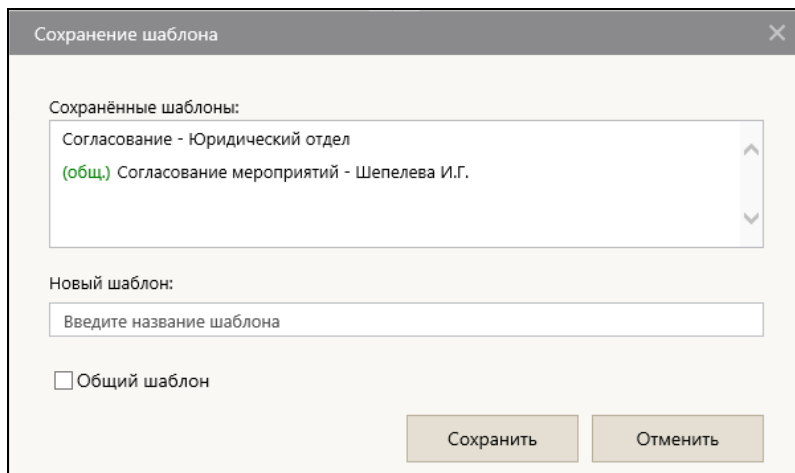 Сохранение шаблона
Сохранённые шаблоны:
Согласование - Юридический отдел
(общ.) Согласование мероприятий - Шепелева И.Г.
Новый шаблон:
Введите название шаблона
Общий шаблон
Сохранить
Отменить